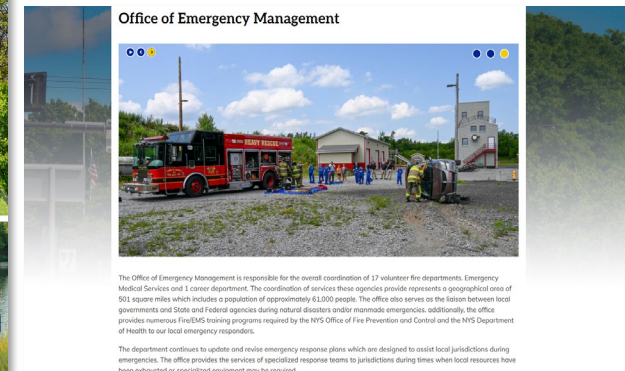 Office of Emergency Management
HEAVY RESCUE
The Office of Emergency Management is responsible for the overall coordination of 17 volunteer fire departments. Emergency
Medical Services and 1 career department. The coordination of services these agencies provide represents a geographical area of
501 square miles which includes a population of approximately 61,000 people. The office also serves as the liaison between local
governments and State and Federal agencies during natural disasters and/or manmade emergencies. additionally, the office
provides numerous Fire/EMS training programs required by the NYS Office of Fire Prevention and Control and the NYS Department
of Health to our local emergency responders.
The department continues to update and revise emergency response plans which are designed to assist local jurisdictions during
emergencies. The office provides the services of specialized response teams to jurisdictions during times when local resources have
been exhausted or specialized equipment may be required.